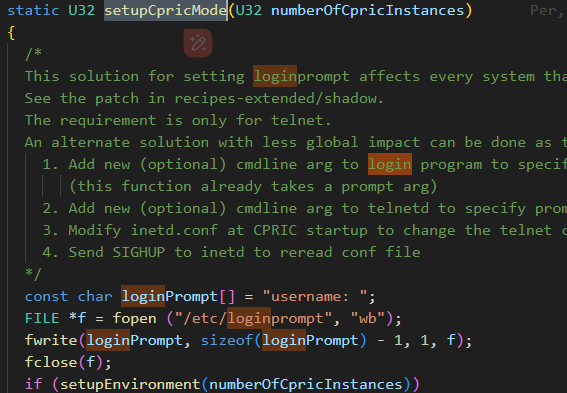 static U32 setupCpricMode(U32 numberOfCpricInstances) Per,
{
/*
This solution for setting loginprompt affects every system
See the patch in recipes-extended/shadow.
The requirement is only for telnet.
An alternate solution with less global impact can be done as
1. Add new (optional) cmdline arg to login program to
(this function already takes a prompt arg)
2. Add new (optional) cmdline arg to telnetd to specify
3. Modify inetd.conf at CPRIC startup to change the telnet
4. Send SIGHUP to inetd to reread conf file
*/
const char loginPrompt[] = "username: ";
FILE *f = fopen ("/etc/loginprompt", "wb");
fwrite(loginPrompt, sizeof(loginPrompt) - 1, 1, f);
fclose(f);
if (setupEnvironment(numberOfCpricInstances))